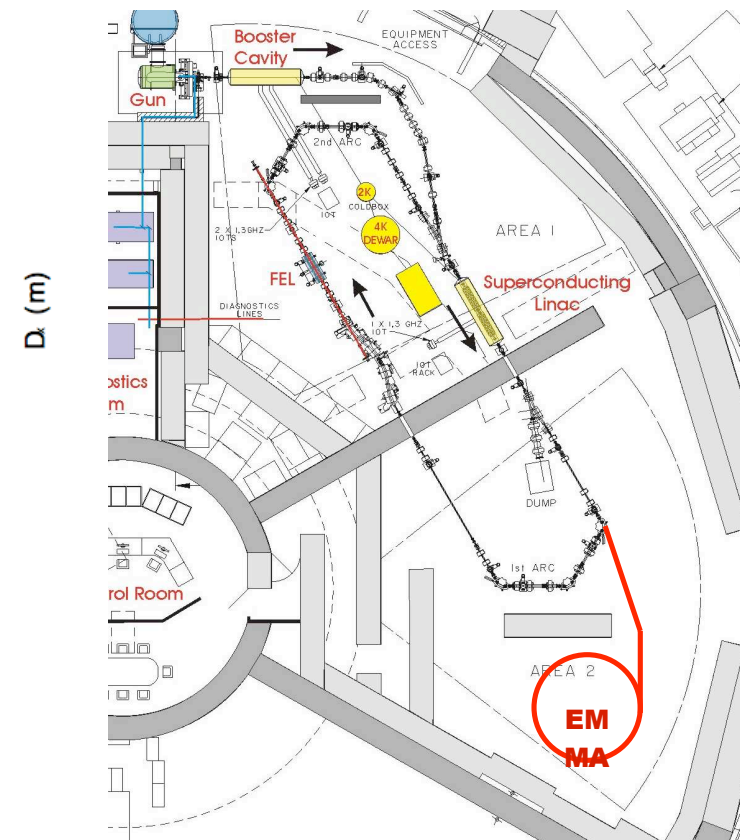 Booster
Cavity
EQUIPMENT
ACCESS
Gun
2nd ARC
2K
COLDBOX
IOT
4K
DEWAR
2 X 1.3GHZ
IOTS
AREA 1
FEL
Superconducting
Linac
Dx (m)
DIAGNOSTICS
LINES
1 X 1.3 GHZ
IOT
IOT
RACK
ostics
m
DUMP
1st ARC
rol Room
AREA 2
EM
MA